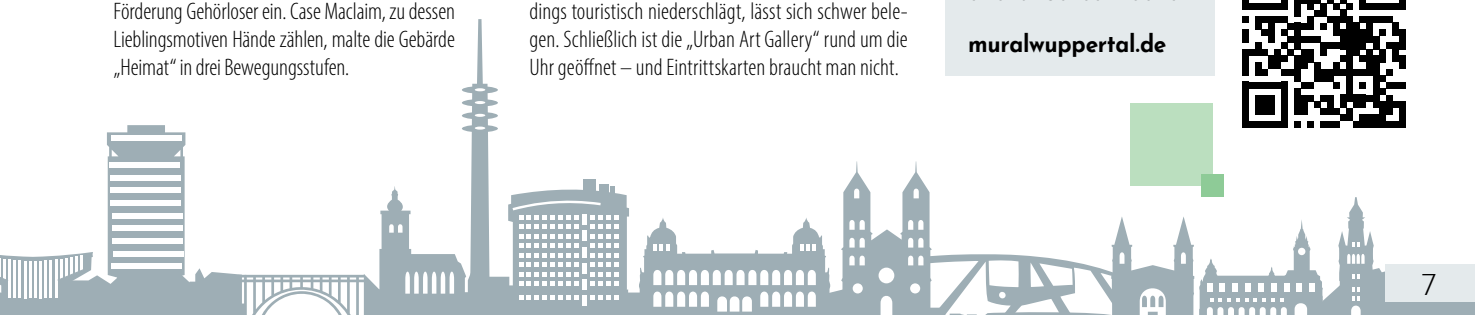 Förderung Gehörloser ein. Case Maclaim, zu dessen
Lieblingsmotiven Hände zählen, malte die Gebärde
„Heimat“ in drei Bewegungsstufen.
dings touristisch niederschlägt, lässt sich schwer bele-
gen. Schließlich ist die „Urban Art Gallery“ rund um die
Uhr geöffnet – und Eintrittskarten braucht man nicht.
muralwuppertal.de
7